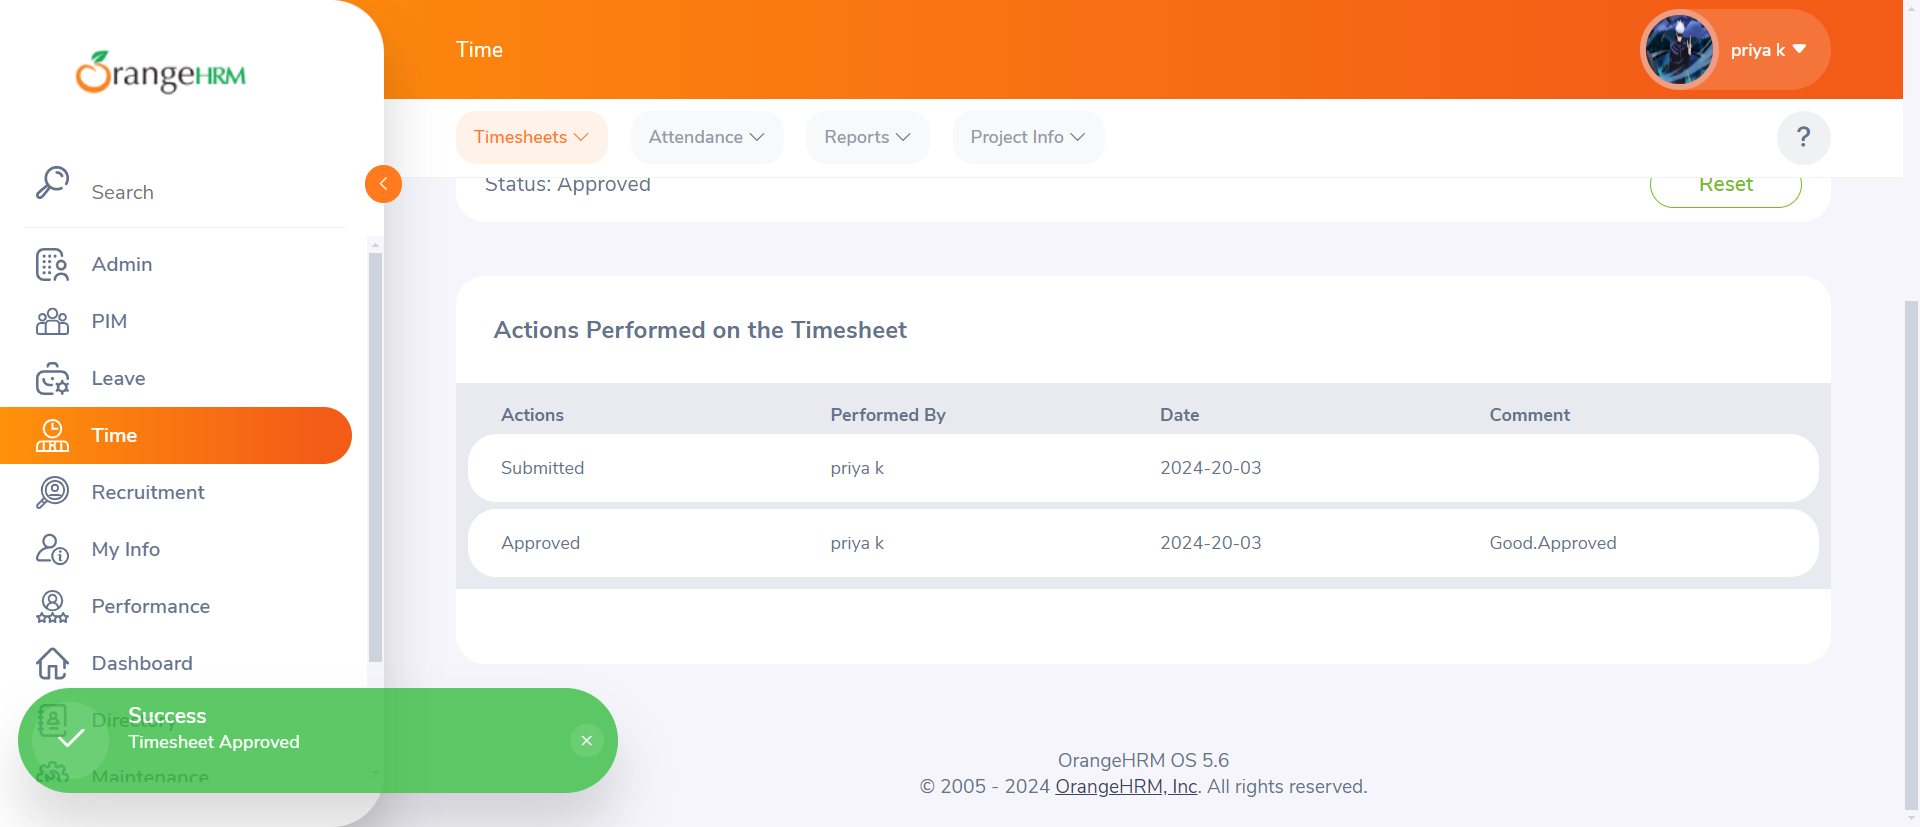 OrangeHRM
Time
priya k
Timesheets
Attendance
Reports
Project Info
?
Search
Status: Approved
Reset
Admin
PIM
Leave
Time
Recruitment
My Info
Performance
Dashboard
Directory
Maintenance
Actions Performed on the Timesheet
Actions Performed By Date Comment
Submitted priya k 2024-20-03
Approved priya k 2024-20-03 Good.Approved
Success
Timesheet Approved
OrangeHRM OS 5.6
© 2005 - 2024 OrangeHRM, Inc. All rights reserved.